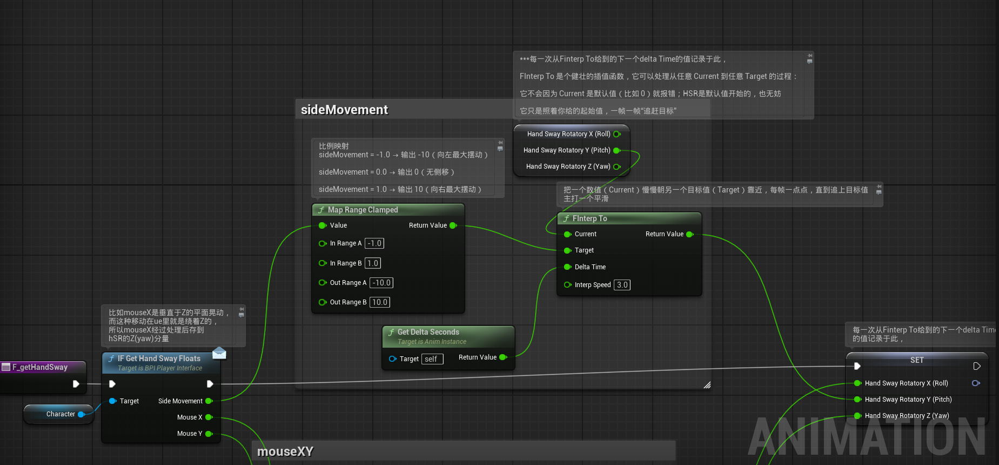 ***每一次从Finterp To给到的下一个delta Time的值记录于此，
FInterp To 是个健壮的插值函数，它可以处理从任意 Current 到任意 Target 的过程：
它不会因为 Current 是默认值（比如 0）就报错；HSR是默认值开始的，也无妨
它只是照着你给的起始值，一帧一帧“追赶目标”
sideMovement
Hand Sway Rotatory X (Roll)
Hand Sway Rotatory Y (Pitch)
Hand Sway Rotatory Z (Yaw)
比例映射
sideMovement = -1.0 → 输出 -10（向左最大摆动）
sideMovement = 0.0 → 输出 0（无侧移）
sideMovement = 1.0 → 输出 10（向右最大摆动）
把一个数值（Current）慢慢朝另一个目标值（Target）靠近，每帧一点点，直到追上目标值
主打一个平滑
Map Range Clamped
Value
Return Value
In Range A -1.0
In Range B 1.0
Out Range A -10.0
Out Range B 10.0
FInterp To
Current
Return Value
Target
Delta Time
Interp Speed 3.0
Get Delta Seconds
Target is Anim Instance
Target self
Return Value
比如mouseX是垂直于Z的平面晃动，
而这种移动在ue里就是绕着Z的，
所以mouseX经过处理后存到
hSR的Z(yaw)分量
F_getHandSway
IF Get Hand Sway Floats
Target is BPI Player Interface
Target
Side Movement
Mouse X
Mouse Y
Character
每一次从Finterp To给到的下一个delta Time
的值记录于此，
SET
Hand Sway Rotatory X (Roll)
Hand Sway Rotatory Y (Pitch)
Hand Sway Rotatory Z (Yaw)
mouseXY
ANIMATION